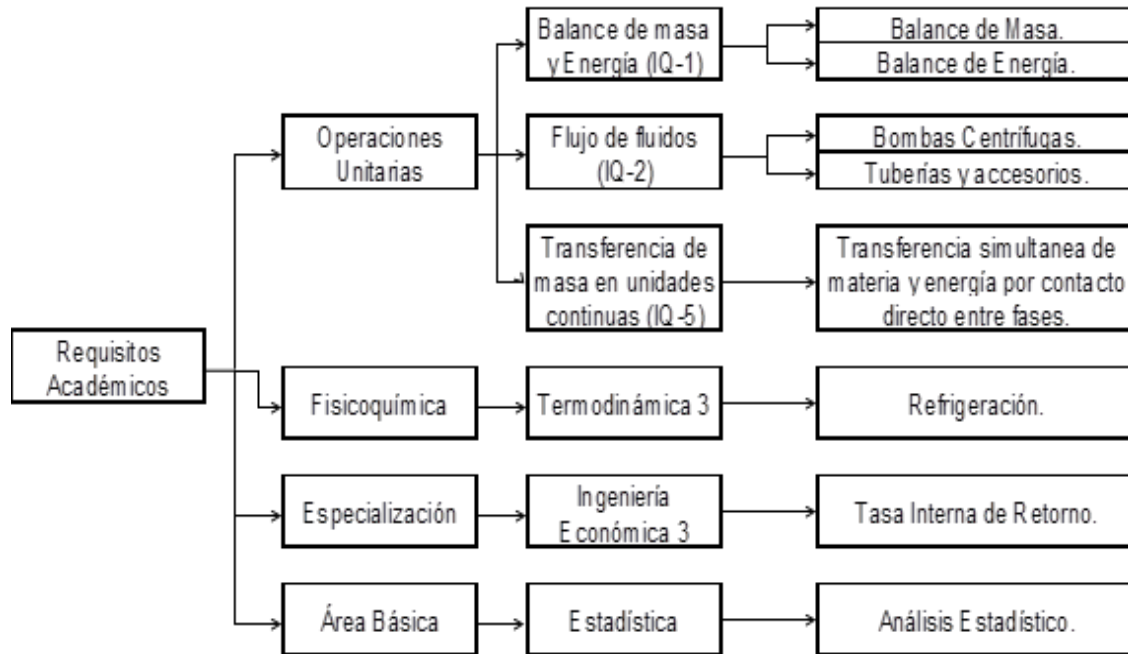 Requisitos
Académicos
Operaciones
Unitarias
Balance de masa
y Energía (IQ-1)
Balance de Masa.
Balance de Energía.
Flujo de fluidos
(IQ-2)
Bombas Centrífugas.
Tuberías y accesorios.
Transferencia de
masa en unidades
continuas (IQ-5)
Transferencia simultanea de
materia y energía por contacto
directo entre fases.
Fisicoquímica
Termodinámica 3
Refrigeración.
Especialización
Ingeniería
Económica 3
Tasa Interna de Retorno.
Área Básica
Estadística
Análisis Estadístico.